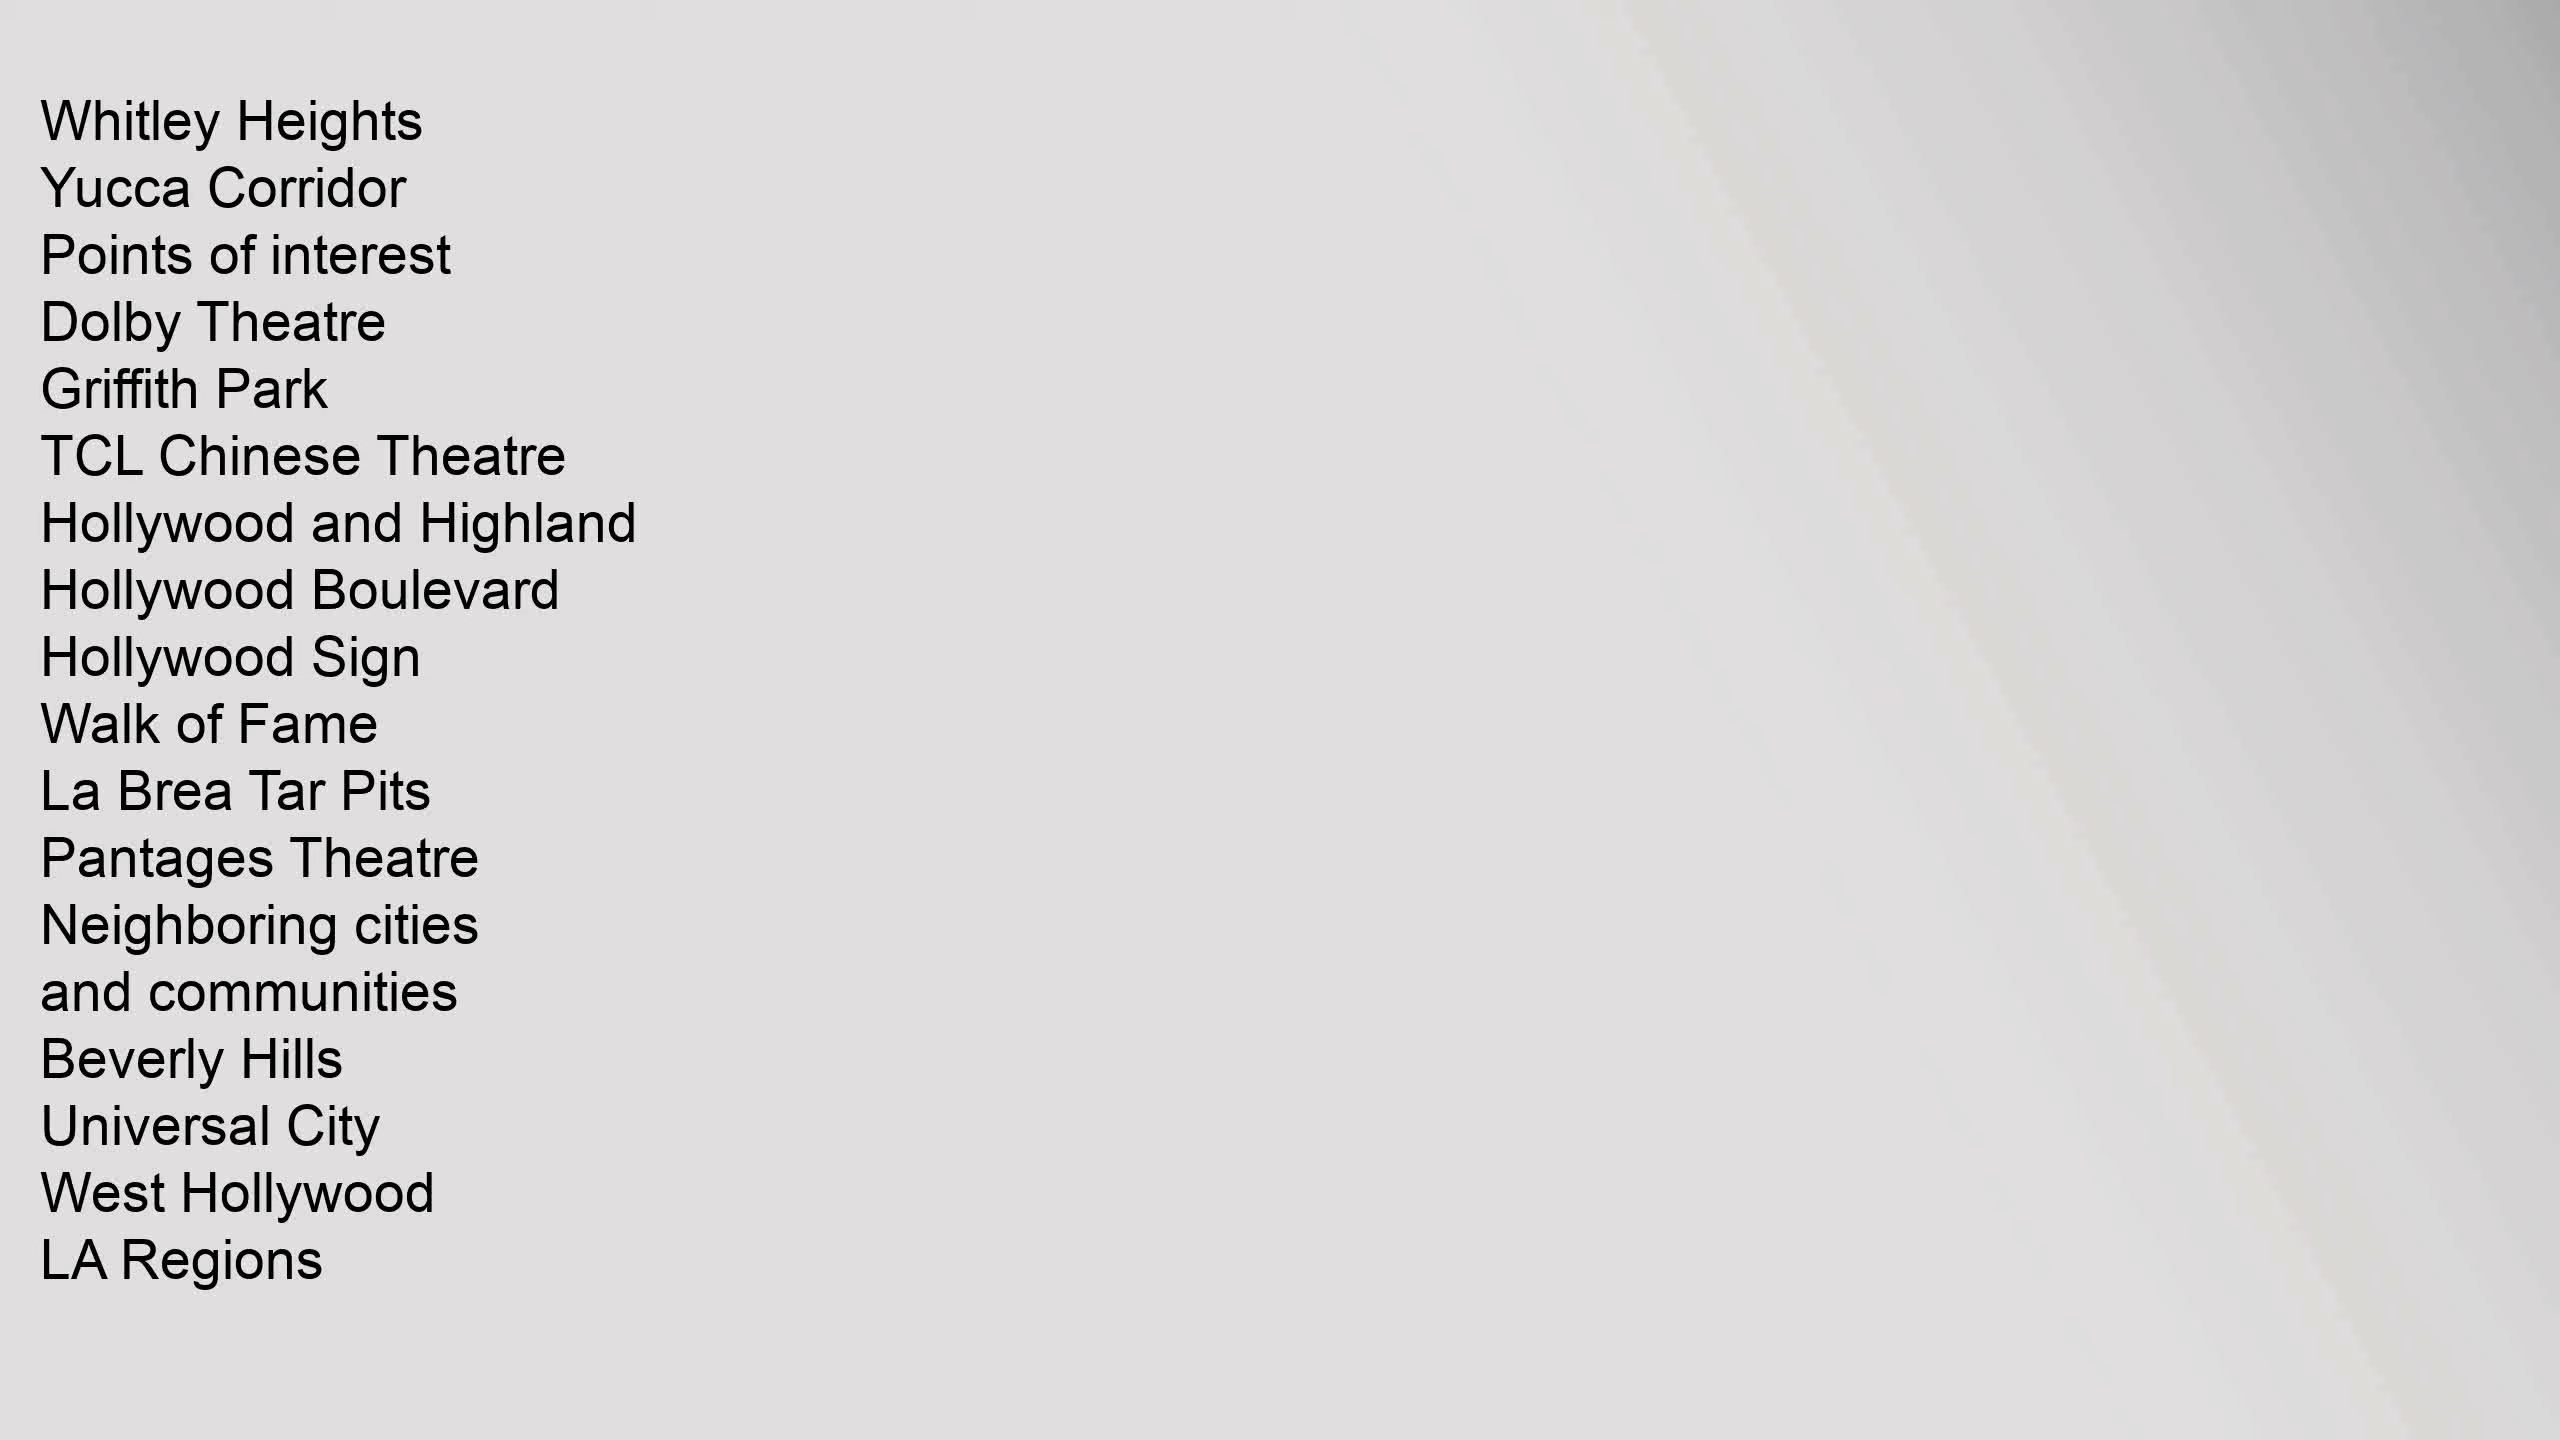 Whitley Heights
Yucca Corridor
Points of interest
Dolby Theatre
Griffith Park
TCL Chinese Theatre
Hollywood and Highland
Hollywood Boulevard
Hollywood Sign
Walk of Fame
La Brea Tar Pits
Pantages Theatre
Neighboring cities
and communities
Beverly Hills
Universal City
West Hollywood
LA Regions